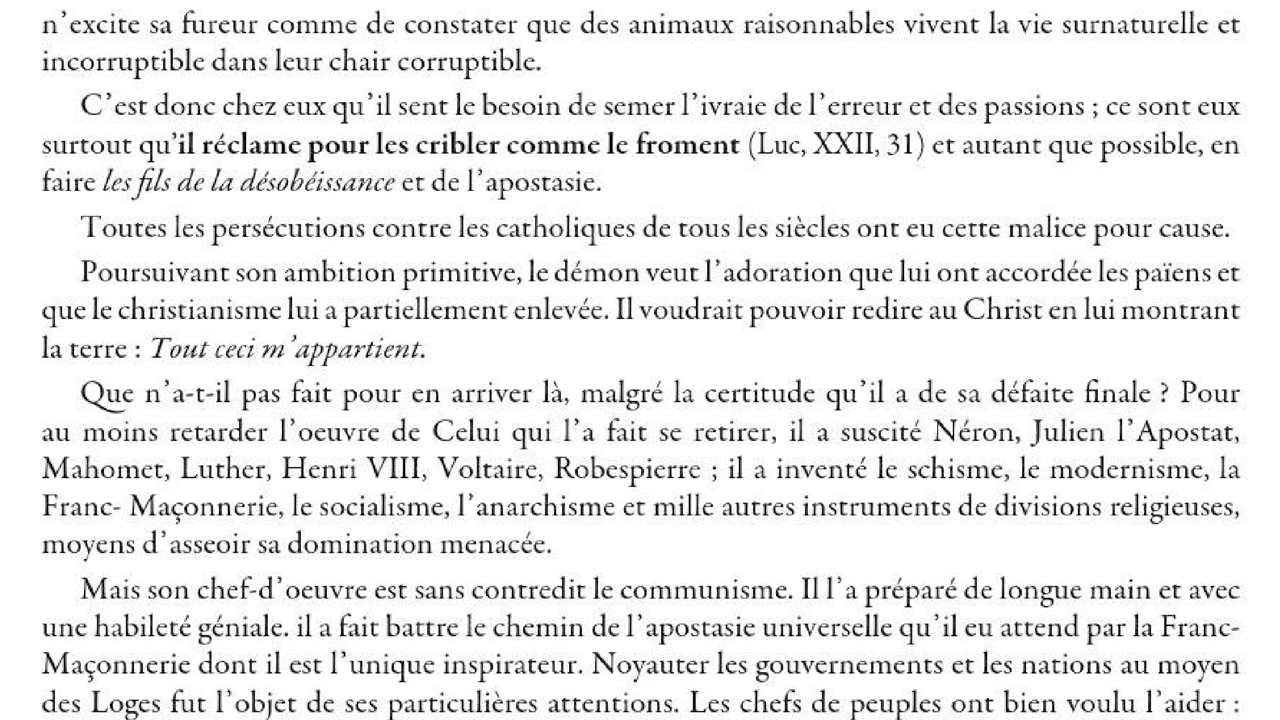 n’excite sa fureur comme de constater que des animaux raisonnables vivent la vie surnaturelle et
incorruptible dans leur chair corruptible.
C’est donc chez eux qu’il sent le besoin de semer l’ivraie de l’erreur et des passions ; ce sont eux
surtout qu’il réclame pour les cribler comme le froment (Luc, XXII, 31) et autant que possible, en
faire les fils de la désobéissance et de l’apostasie.
Toutes les persécutions contre les catholiques de tous les siècles ont eu cette malice pour cause.
Poursuivant son ambition primitive, le démon veut l’adoration que lui ont accordée les païens et
que le christianisme lui a partiellement enlevée. Il voudrait pouvoir redire au Christ en lui montrant
la terre : Tout ceci m’appartient.
Que n’a-t-il pas fait pour en arriver là, malgré la certitude qu’il a de sa défaite finale ? Pour
au moins retarder l’oeuvre de Celui qui l’a fait se retirer, il a suscité Néron, Julien l’Apostat,
Mahomet, Luther, Henri VIII, Voltaire, Robespierre ; il a inventé le schisme, le modernisme, la
Franc- Maçonnerie, le socialisme, l’anarchisme et mille autres instruments de divisions religieuses,
moyens d’asseoir sa domination menacée.
Mais son chef-d’oeuvre est sans contredit le communisme. Il l’a préparé de longue main et avec
une habileté géniale. il a fait battre le chemin de l’apostasie universelle qu’il eu attend par la Franc-
Maçonnerie dont il est l’unique inspirateur. Noyauter les gouvernements et les nations au moyen
des Loges fut l’objet de ses particulières attentions. Les chefs de peuples ont bien voulu l’aider :